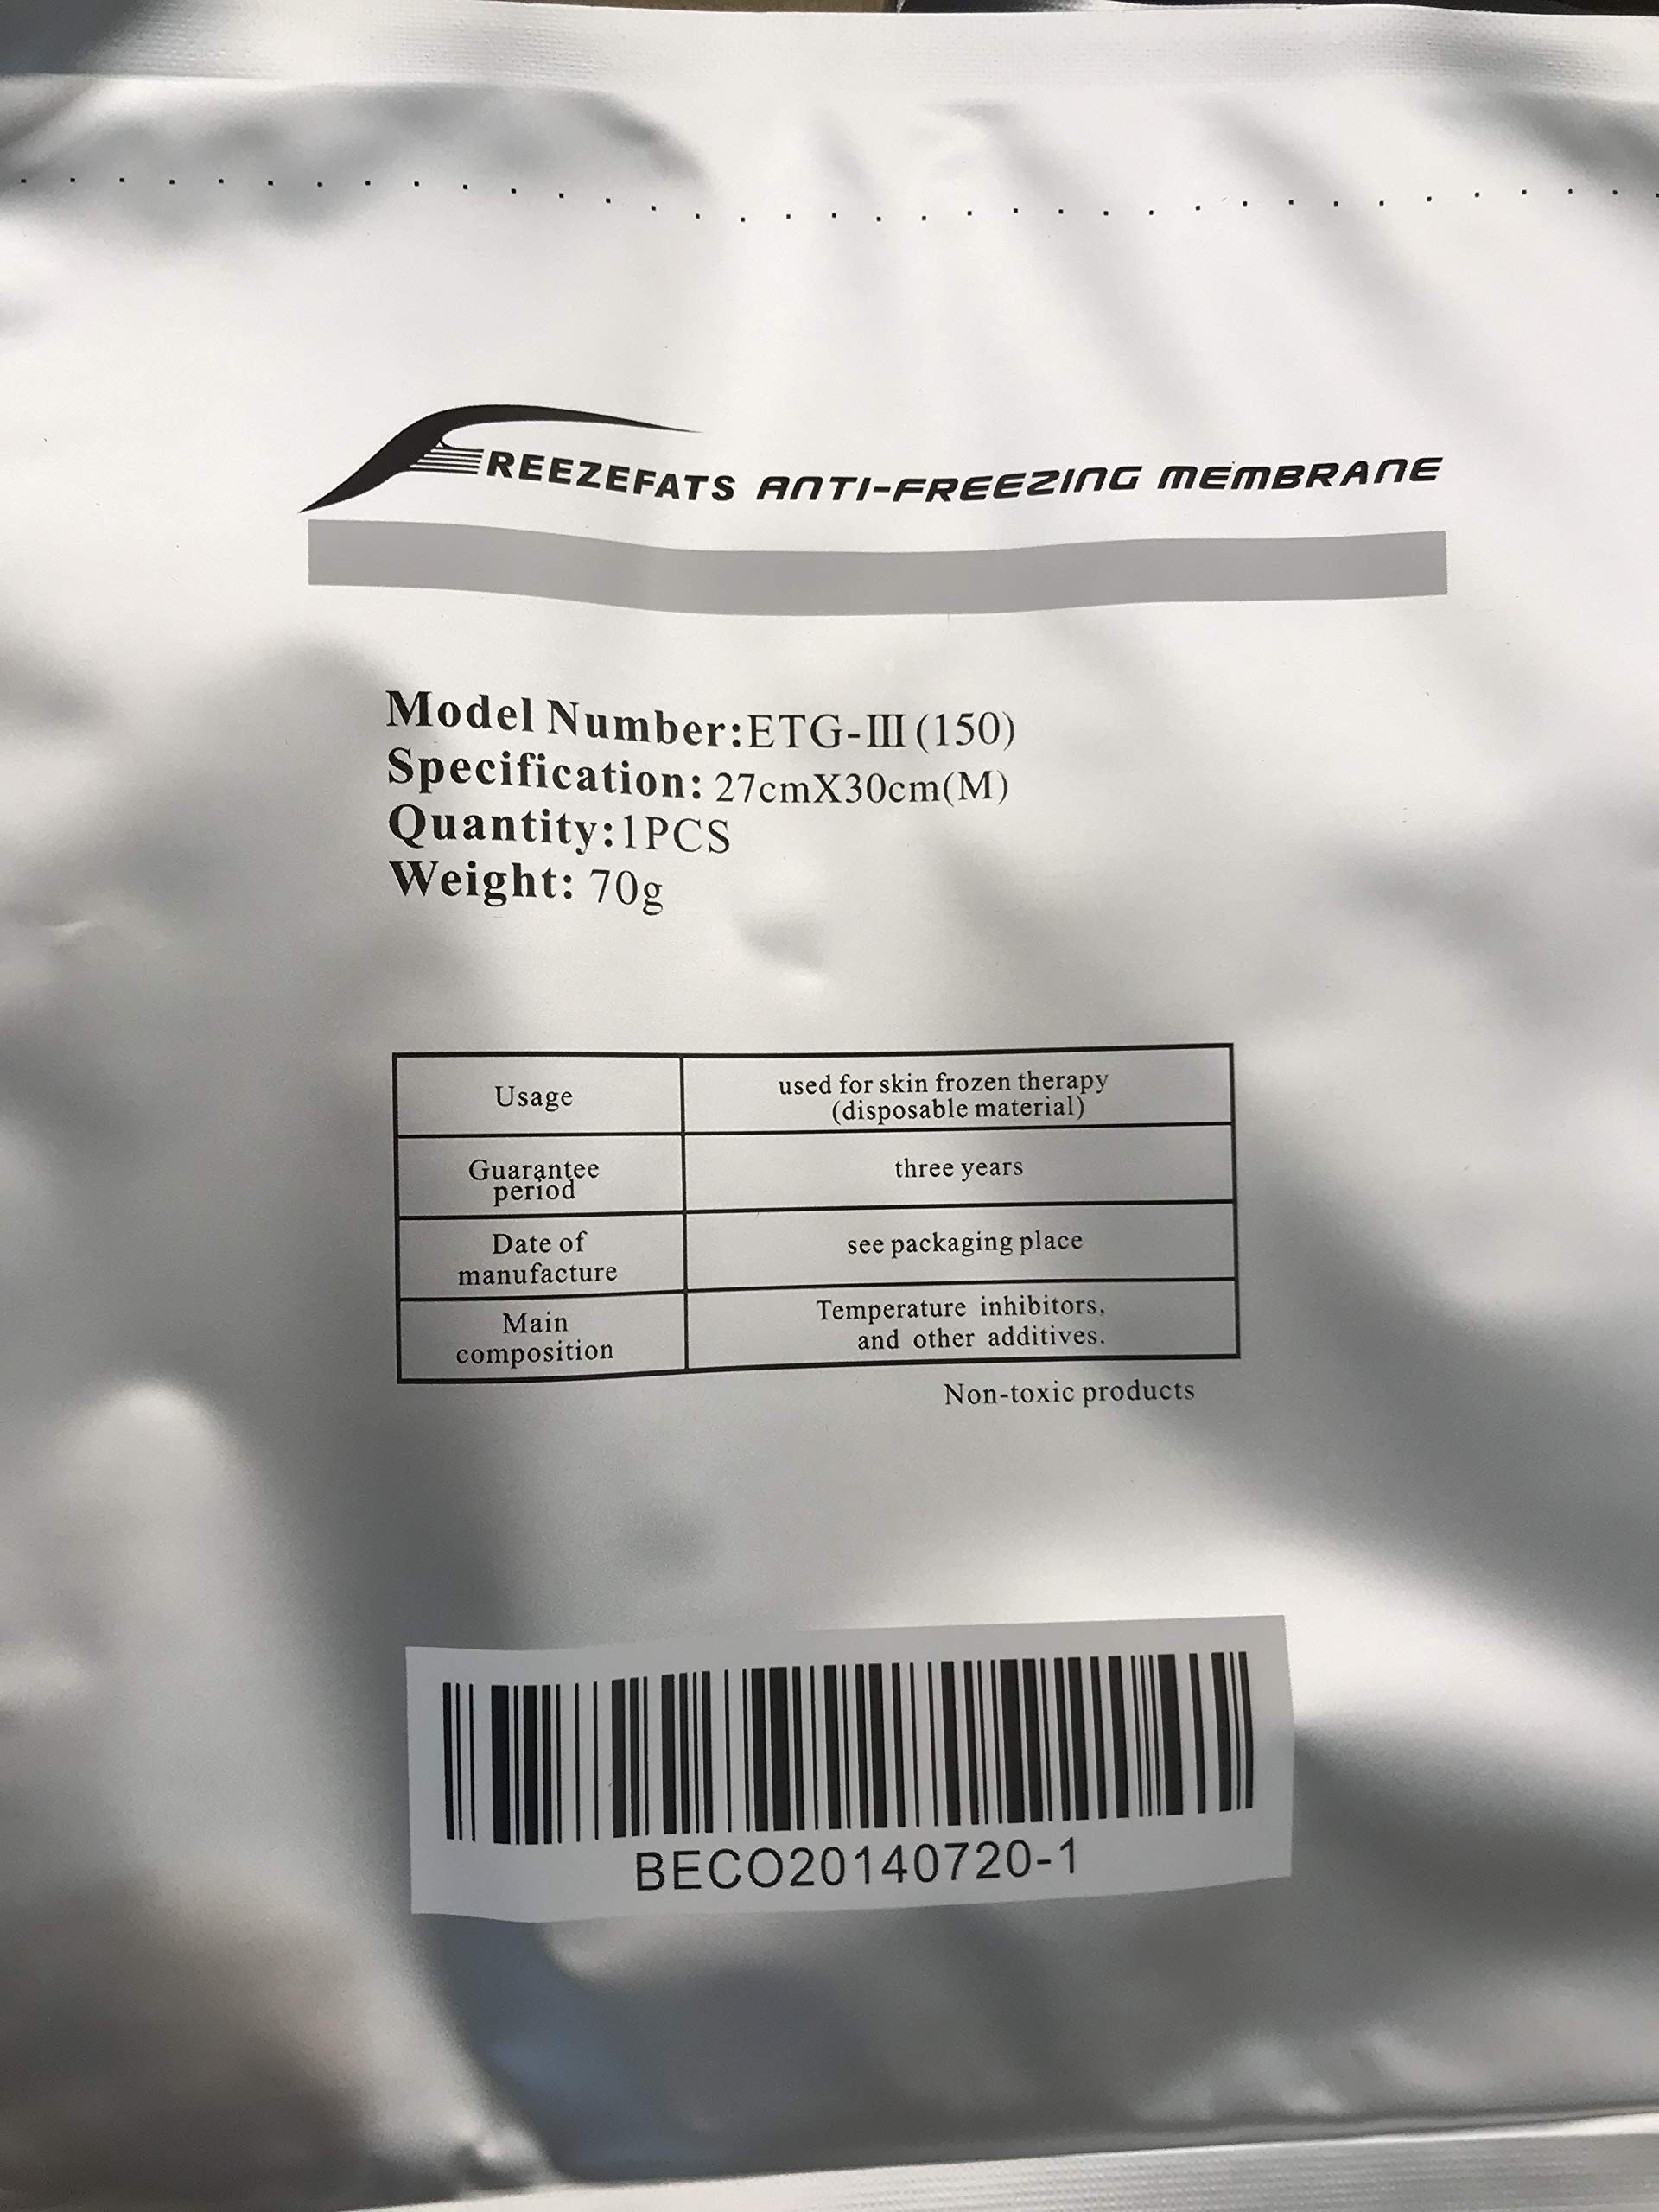 FREEZEFATS ANTI-FREEZING MEMBRANE
Model Number:ETG-III(150)
Specification: 27cmX30cm(M)
Quantity:1PCS
Weight: 70g
Usage
used for skin frozen therapy
(disposable material)
Guarantee
period
three years
Date of
manufacture
see packaging place
Main
composition
Temperature inhibitors,
and other additives.
Non-toxic products
BECO20140720-1